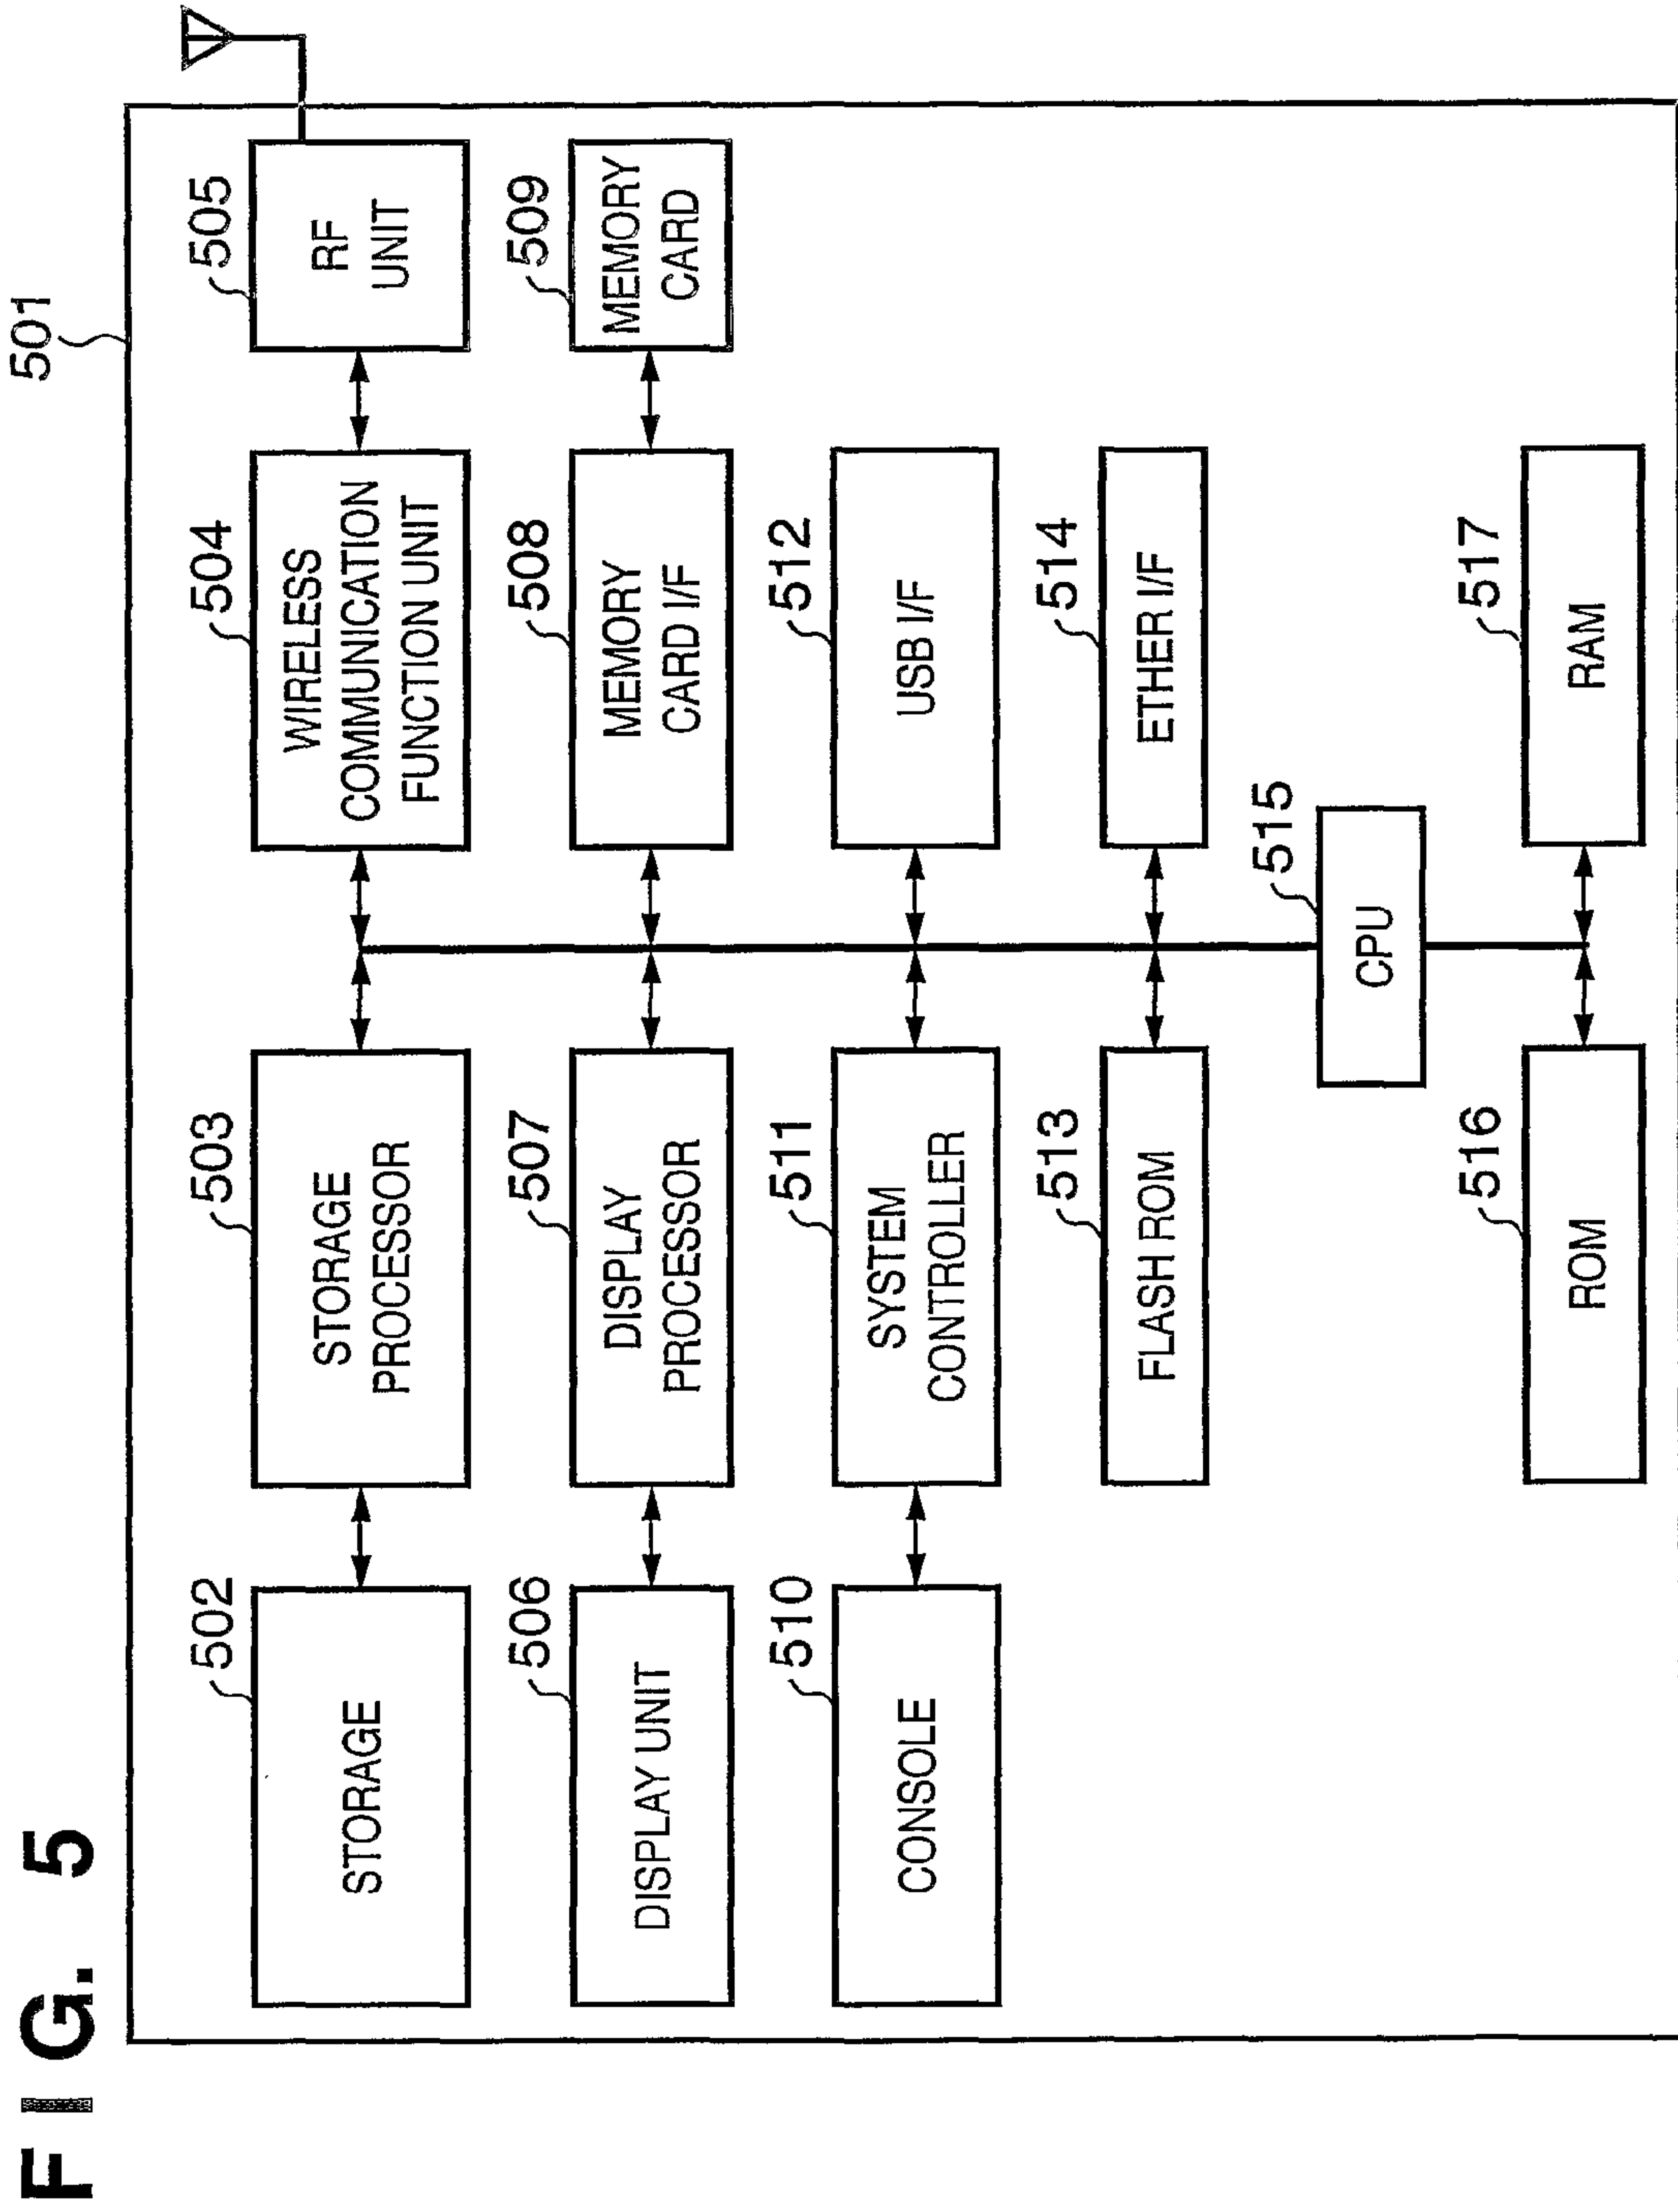 FIG. 5
501
502
STORAGE
503
STORAGE
PROCESSOR
504
WIRELESS
COMMUNICATION
FUNCTION UNIT
505
RF
UNIT
506
DISPLAY UNIT
507
DISPLAY
PROCESSOR
508
MEMORY
CARD I/F
509
MEMORY
CARD
510
CONSOLE
511
SYSTEM
CONTROLLER
512
USB I/F
513
FLASH ROM
514
ETHER I/F
515
CPU
516
ROM
517
RAM